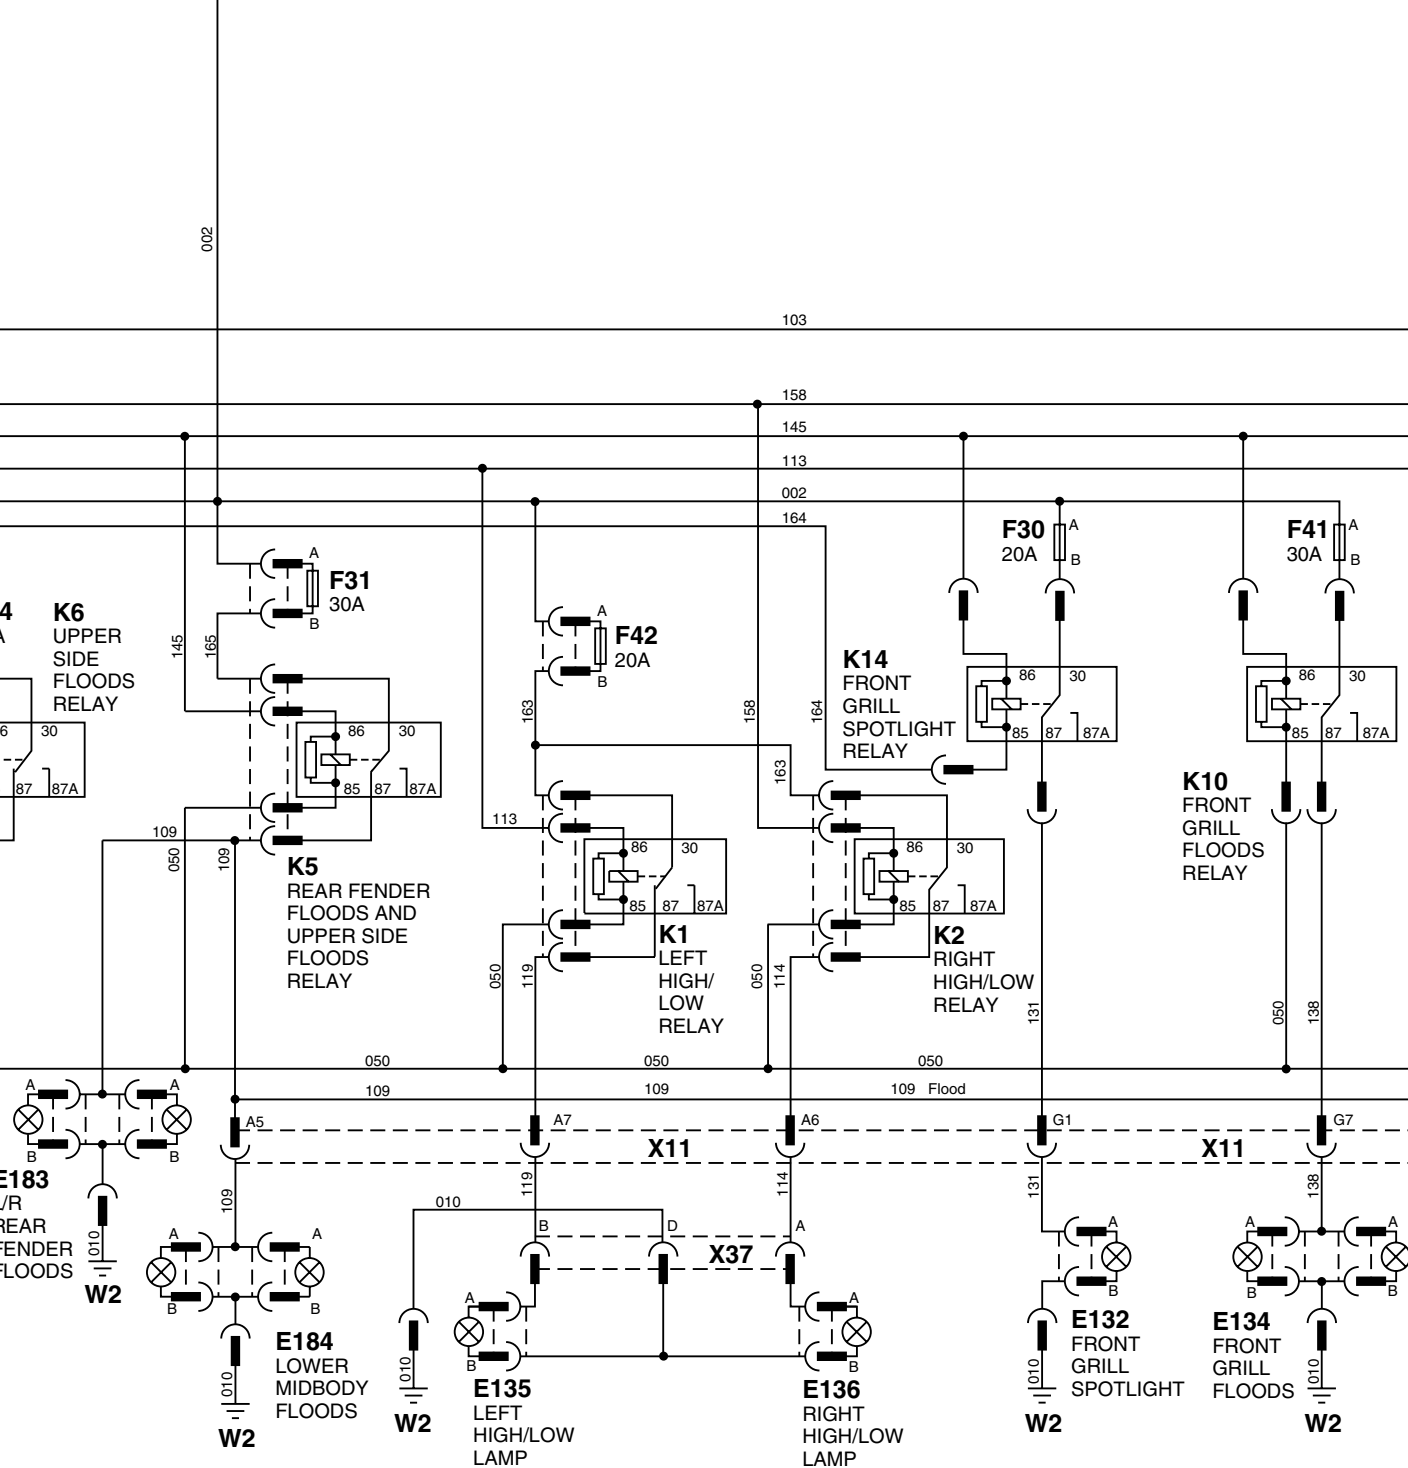 002
103
158
145
113
002
164
F31
30A
A
B
F42
20A
A
B
F30
20A
A
B
F41
30A
A
B
4
A
K6
UPPER
SIDE
FLOODS
RELAY
6
30
87
87A
145
165
86
30
85
87
87A
109
050
109
K5
REAR FENDER
FLOODS AND
UPPER SIDE
FLOODS
RELAY
163
158
164
163
113
86
30
85
87
87A
K1
LEFT
HIGH/
LOW
RELAY
050
119
86
30
85
87
87A
K2
RIGHT
HIGH/LOW
RELAY
050
114
K14
FRONT
GRILL
SPOTLIGHT
RELAY
86
30
85
87
87A
131
K10
FRONT
GRILL
FLOODS
RELAY
86
30
85
87
87A
050
138
050
050
050
109
109
109 Flood
A5
A7
A6
G1
G7
X11
X11
A
A
B
B
E183
/R
REAR
FENDER
FLOODS
010
W2
109
A
A
B
B
E184
LOWER
MIDBODY
FLOODS
010
W2
010
119
114
B
D
A
X37
010
W2
A
B
E135
LEFT
HIGH/LOW
LAMP
A
B
E136
RIGHT
HIGH/LOW
LAMP
131
A
B
E132
FRONT
GRILL
SPOTLIGHT
010
W2
138
A
A
B
B
E134
FRONT
GRILL
FLOODS
010
W2